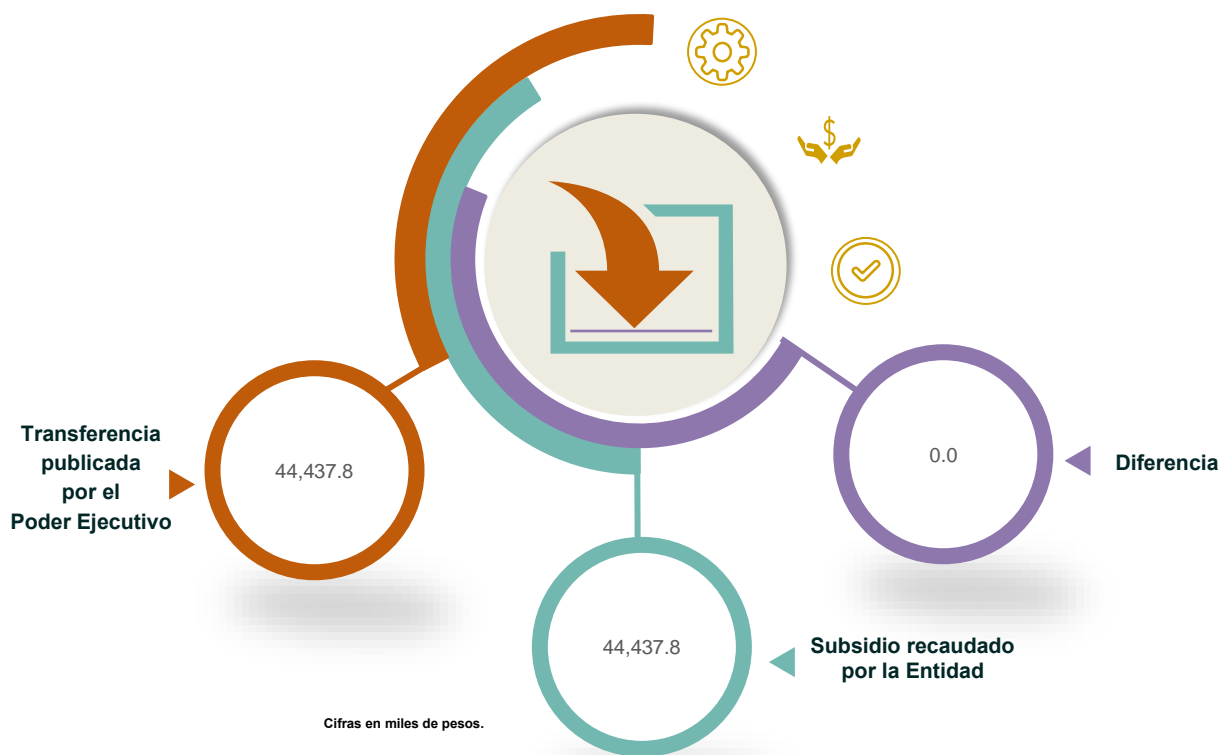 Transferencia
publicada
por el
Poder Ejecutivo
44,437.8
0.0
Diferencia
44,437.8
Subsidio recaudado
por la Entidad
Cifras en miles de pesos.
$